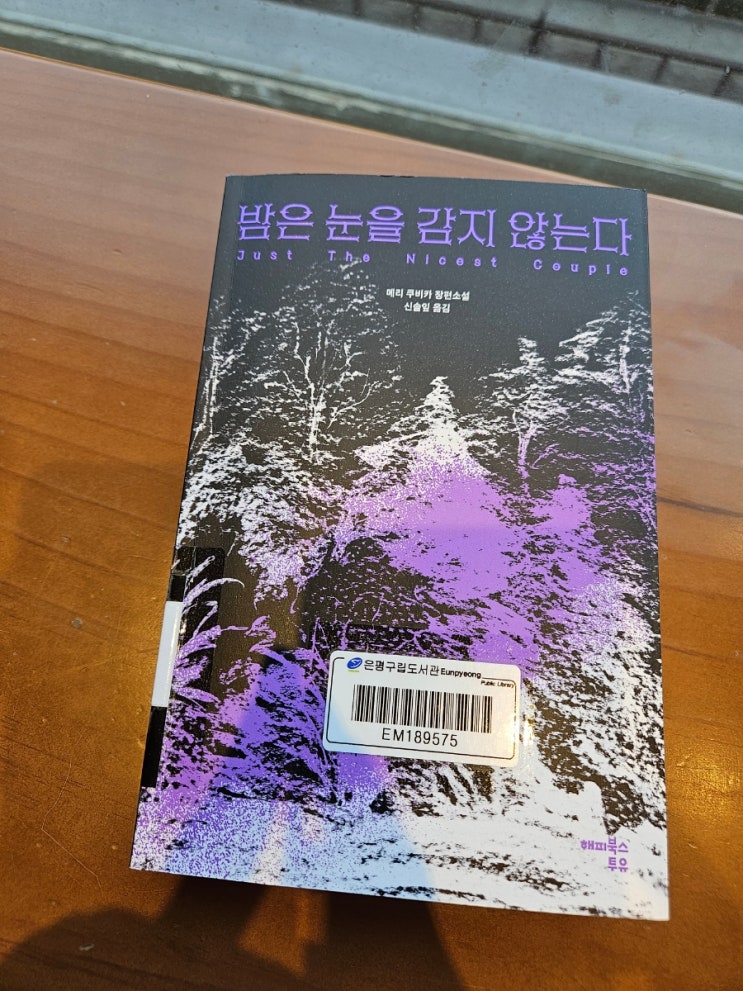 밤은 눈을 감지 않는다
Just The Nicest Couple
메리 쿠비카 장편소설
신솔잎 옮김
은평구립도서관 Eunpyeong
Public Library
EM189575
해피북스
투유